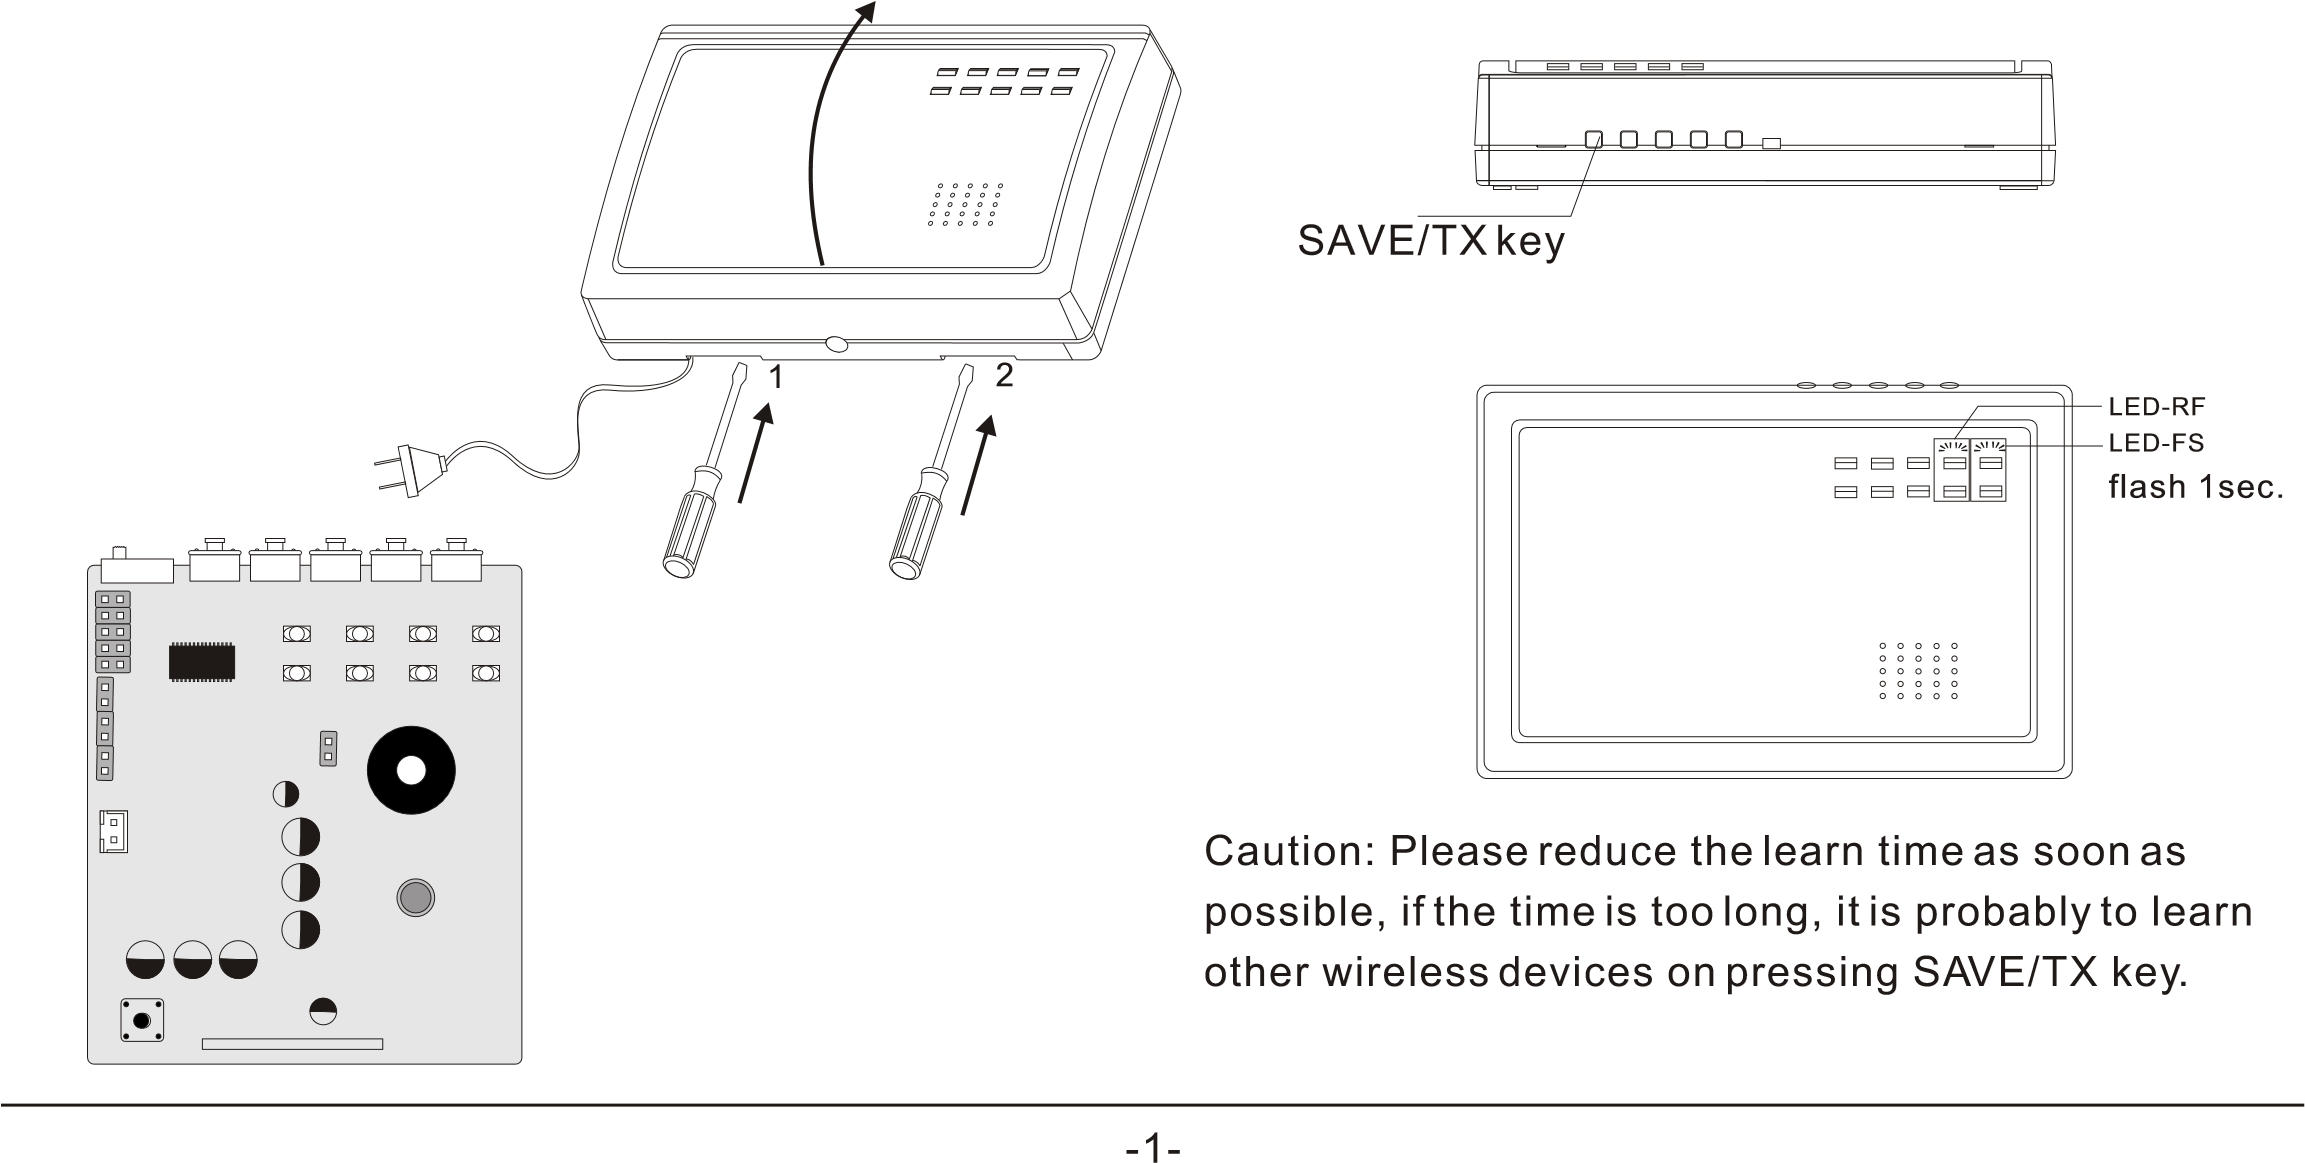 1
2
SAVE/TX key
LED-RF
LED-FS
flash 1sec.
Caution: Please reduce the learn time as soon as
possible, if the time is too long, it is probably to learn
other wireless devices on pressing SAVE/TX key.
-1-